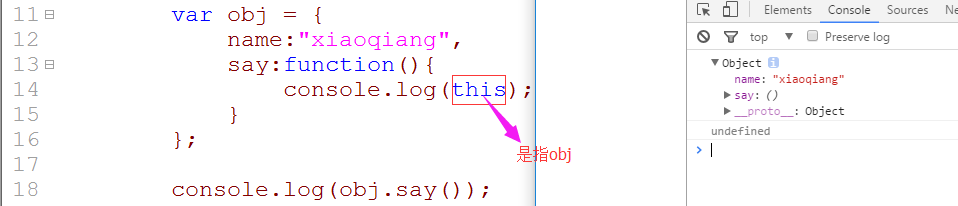 11 var obj = {
12 name:"xiaoqiang",
13 say:function(){
14 console.log(this);
15 }
是指obj
16 };
17
18 console.log(obj.say());
Elements Console Sources Ne
top Preserve log
Object i
name: "xiaoqiang"
say: ()
__proto__: Object
undefined
>